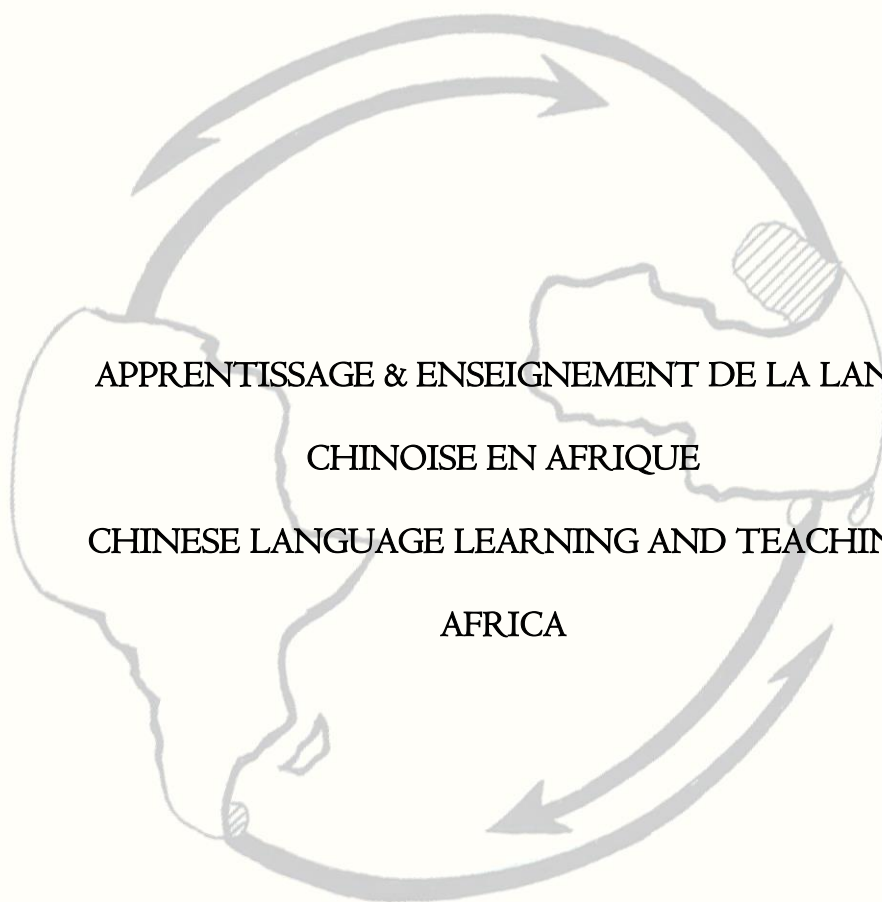 APPRENTISSAGE & ENSEIGNEMENT DE LA LAN
CHINOISE EN AFRIQUE
CHINESE LANGUAGE LEARNING AND TEACHIN
AFRICA